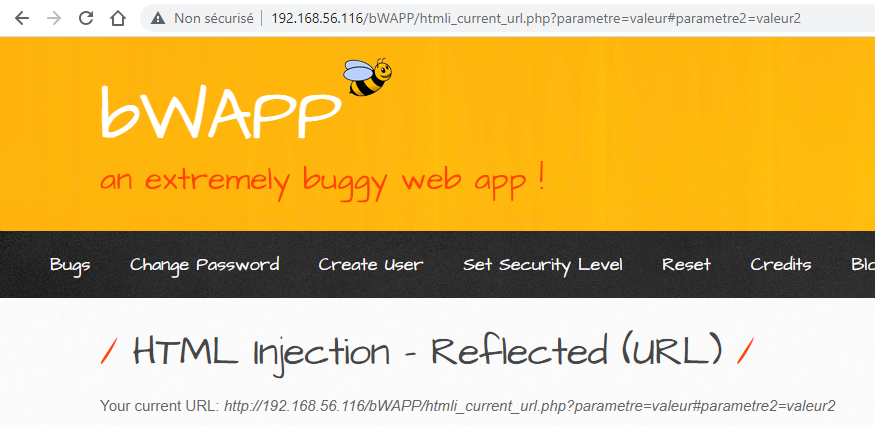 Non sécurisé | 192.168.56.116/bWAPP/htmli_current_url.php?parametre=valeur#parametre2=valeur2
bWAPP
an extremely buggy web app !
Bugs Change Password Create User Set Security Level Reset Credits Blo
/ HTML Injection - Reflected (URL) /
Your current URL: http://192.168.56.116/bWAPP/htmli_current_url.php?parametre=valeur#parametre2=valeur2